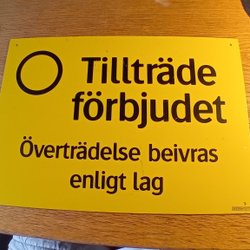 Tillträde
förbjudet
Överträdelse beivras
enligt lag